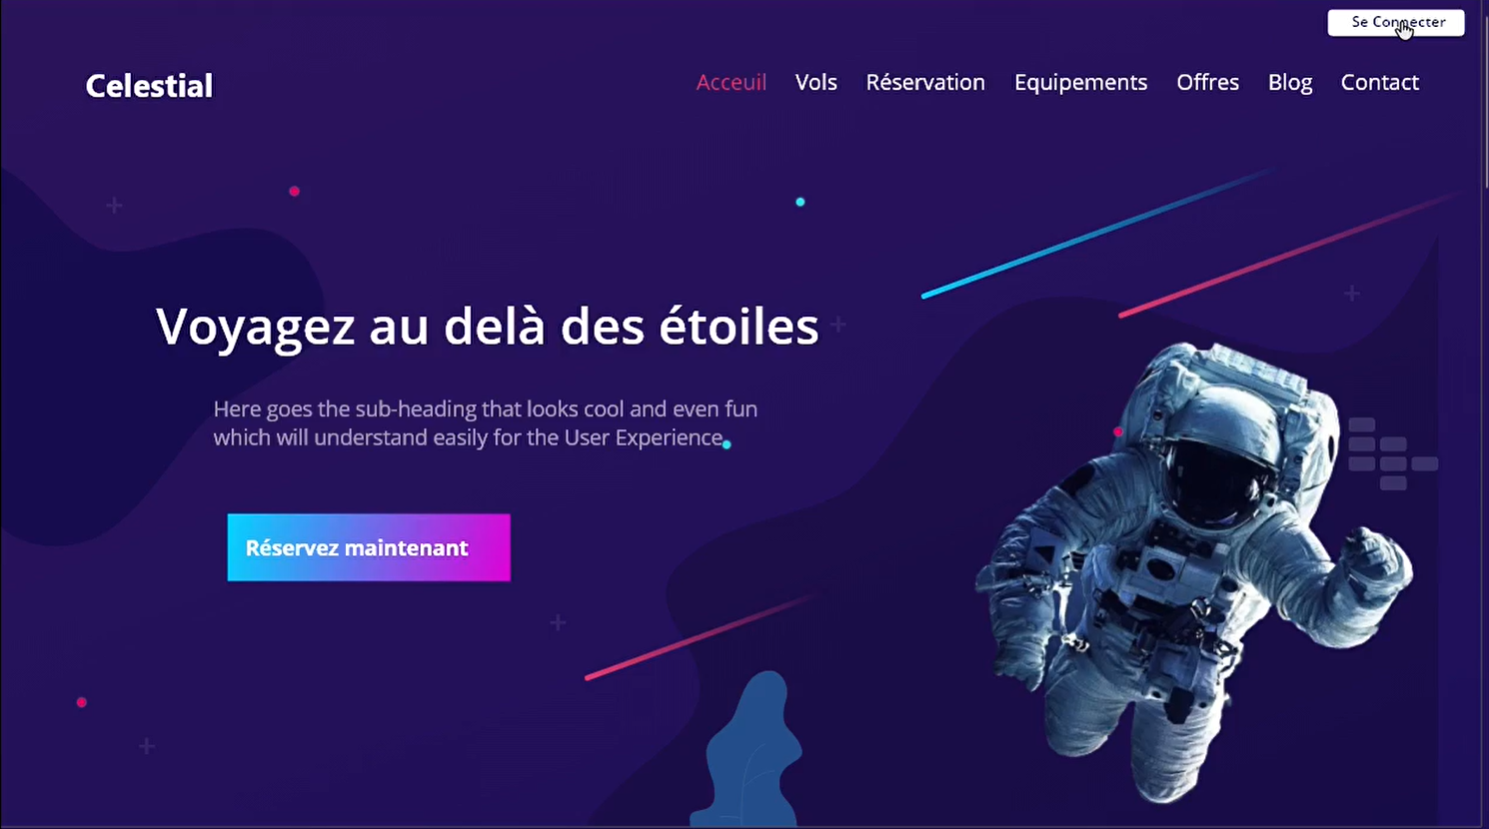 Se Connecter
Celestial
Acceuil Vols Réservation Equipements Offres Blog Contact
Voyagez au delà des étoiles
Here goes the sub-heading that looks cool and even fun
which will understand easily for the User Experience.
Réservez maintenant